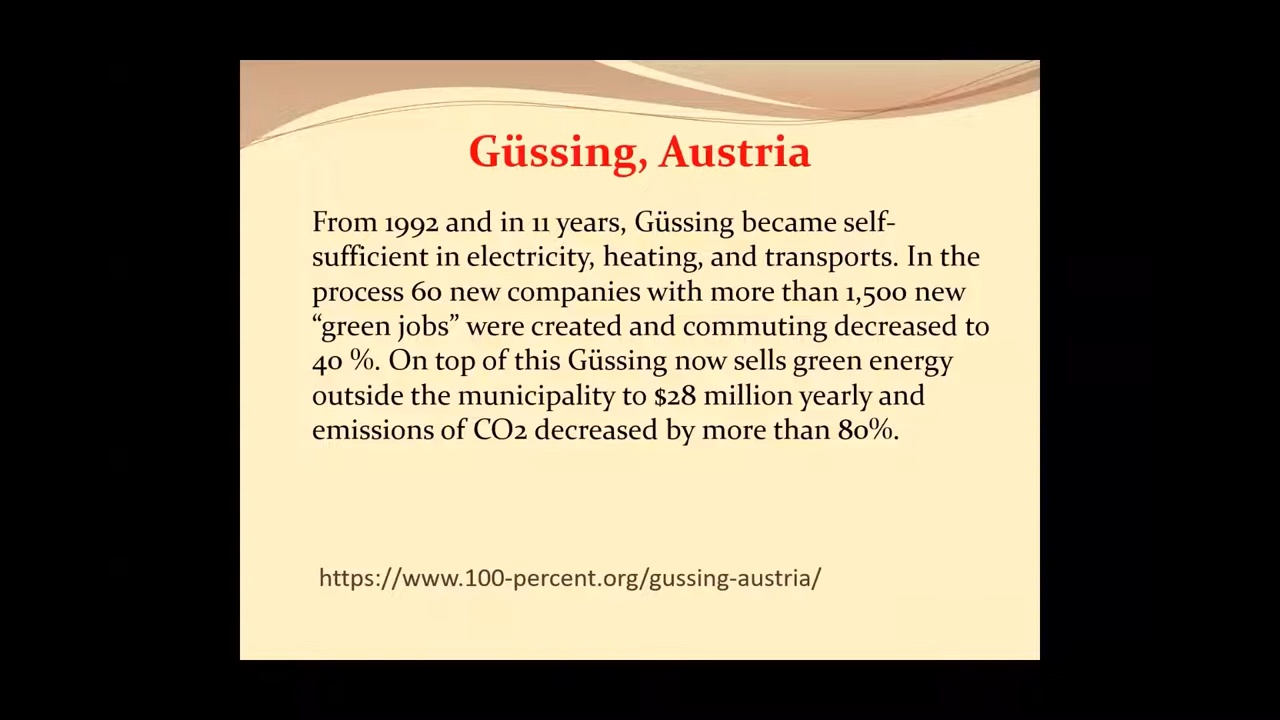 Güssing, Austria
From 1992 and in 11 years, Güssing became self-
sufficient in electricity, heating, and transports. In the
process 60 new companies with more than 1,500 new
“green jobs” were created and commuting decreased to
40 %. On top of this Güssing now sells green energy
outside the municipality to $28 million yearly and
emissions of CO2 decreased by more than 80%.
https://www.100-percent.org/gussing-austria/